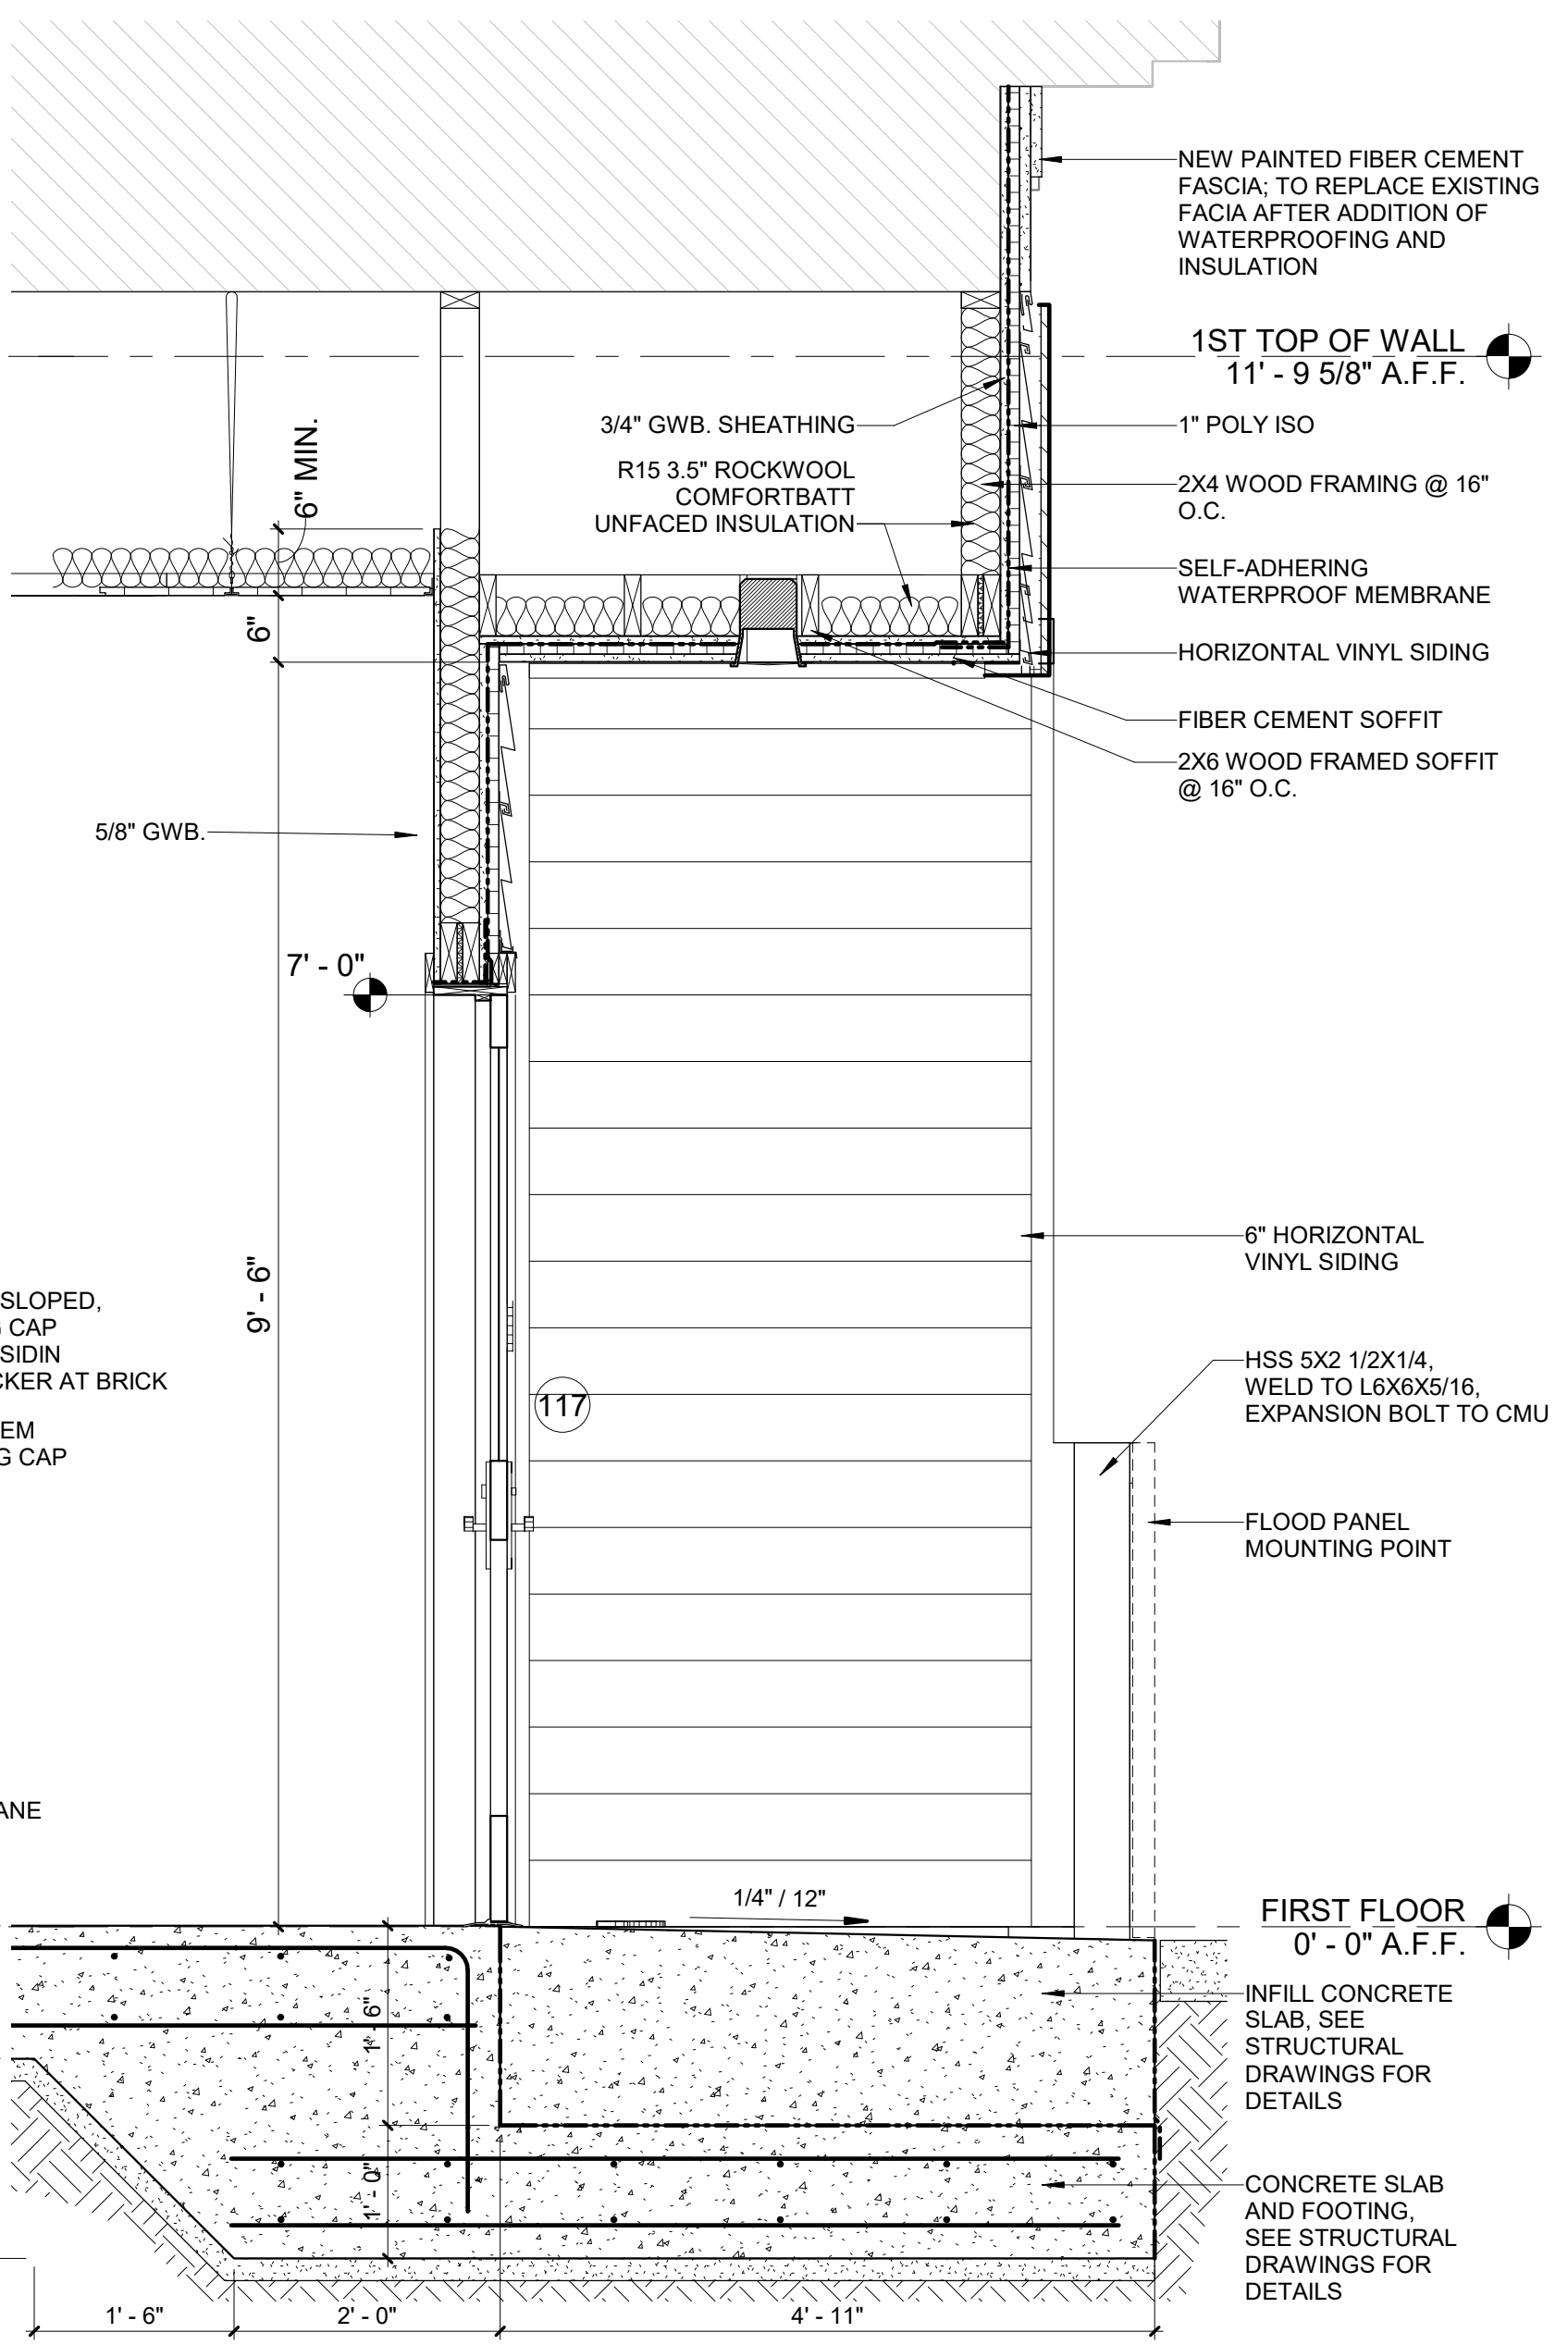 NEW PAINTED FIBER CEMENT
FASCIA; TO REPLACE EXISTING
FACIA AFTER ADDITION OF
WATERPROOFING AND
INSULATION
1ST TOP OF WALL
11' - 9 5/8" A.F.F.
3/4" GWB. SHEATHING
1" POLY ISO
6" MIN.
R15 3.5" ROCKWOOL
COMFORTBATT
UNFACED INSULATION
2X4 WOOD FRAMING @ 16"
O.C.
SELF-ADHERING
WATERPROOF MEMBRANE
6"
HORIZONTAL VINYL SIDING
FIBER CEMENT SOFFIT
2X6 WOOD FRAMED SOFFIT
@ 16" O.C.
5/8" GWB.
7' - 0"
9' - 6"
6" HORIZONTAL
VINYL SIDING
SLOPED,
G CAP
SIDIN
CKER AT BRICK
EM
G CAP
117
HSS 5X2 1/2X1/4,
WELD TO L6X6X5/16,
EXPANSION BOLT TO CMU
FLOOD PANEL
MOUNTING POINT
ANE
1/4" / 12"
FIRST FLOOR
0' - 0" A.F.F.
INFILL CONCRETE
SLAB, SEE
STRUCTURAL
DRAWINGS FOR
DETAILS
1' - 6"
1' - 0"
CONCRETE SLAB
AND FOOTING,
SEE STRUCTURAL
DRAWINGS FOR
DETAILS
1' - 6"
2' - 0"
4' - 11"